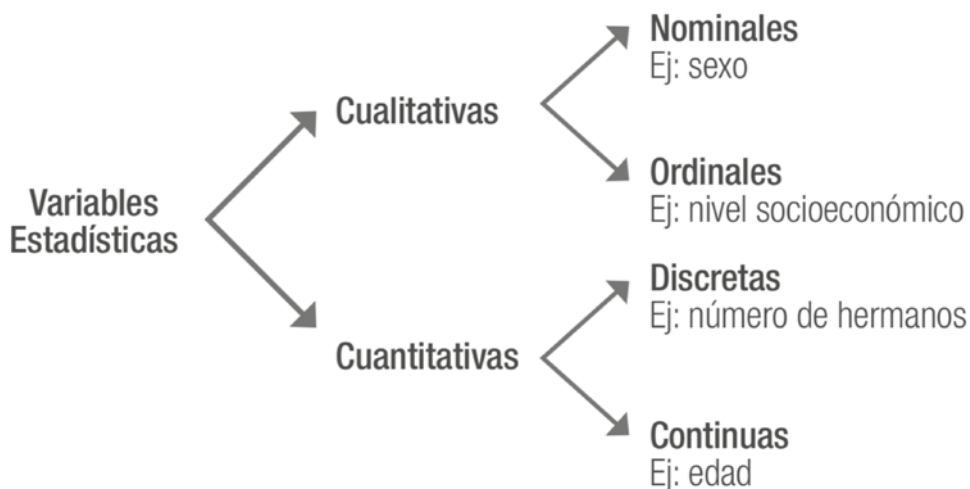 Variables
Estadísticas
Cualitativas
Nominales
Ej: sexo
Ordinales
Ej: nivel socioeconómico
Cuantitativas
Discretas
Ej: número de hermanos
Continuas
Ej: edad